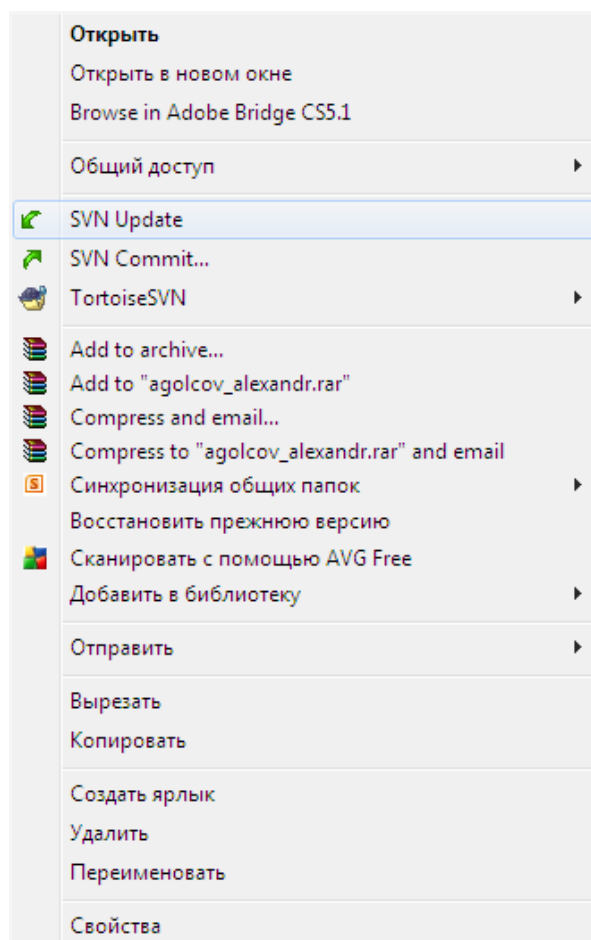 Открыть
Открыть в новом окне
Browse in Adobe Bridge CS5.1
Общий доступ
SVN Update
SVN Commit...
TortoiseSVN
Add to archive...
Add to "agolcov_alexandr.rar"
Compress and email...
Compress to "agolcov_alexandr.rar" and email
Синхронизация общих папок
Восстановить прежнюю версию
Сканировать с помощью AVG Free
Добавить в библиотеку
Отправить
Вырезать
Копировать
Создать ярлык
Удалить
Переименовать
Свойства